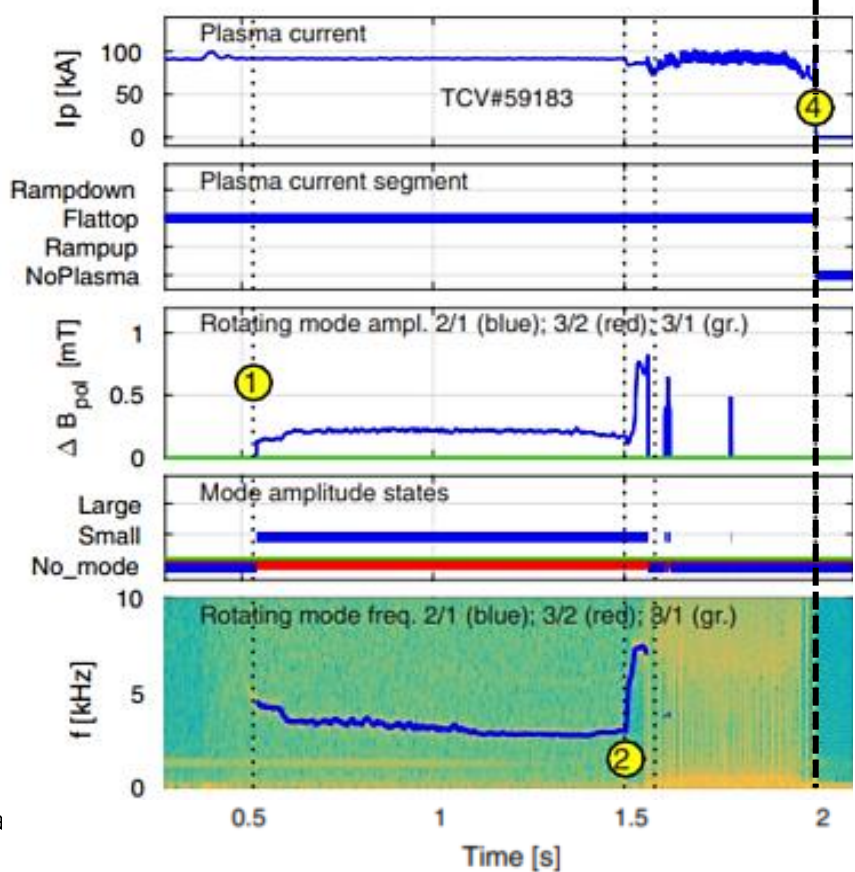 Plasma current
Ip [kA]
100
50
0
TCV#59183
4
Plasma current segment
Rampdown
Flattop
Rampup
NoPlasma
Rotating mode ampl. 2/1 (blue); 3/2 (red); 3/1 (gr.)
Δ B pol [mT]
1
0.5
0
1
Mode amplitude states
Large
Small
No_mode
Rotating mode freq. 2/1 (blue); 3/2 (red); 3/1 (gr.)
f [kHz]
10
5
0
2
0.5 1 1.5 2
a
Time [s]